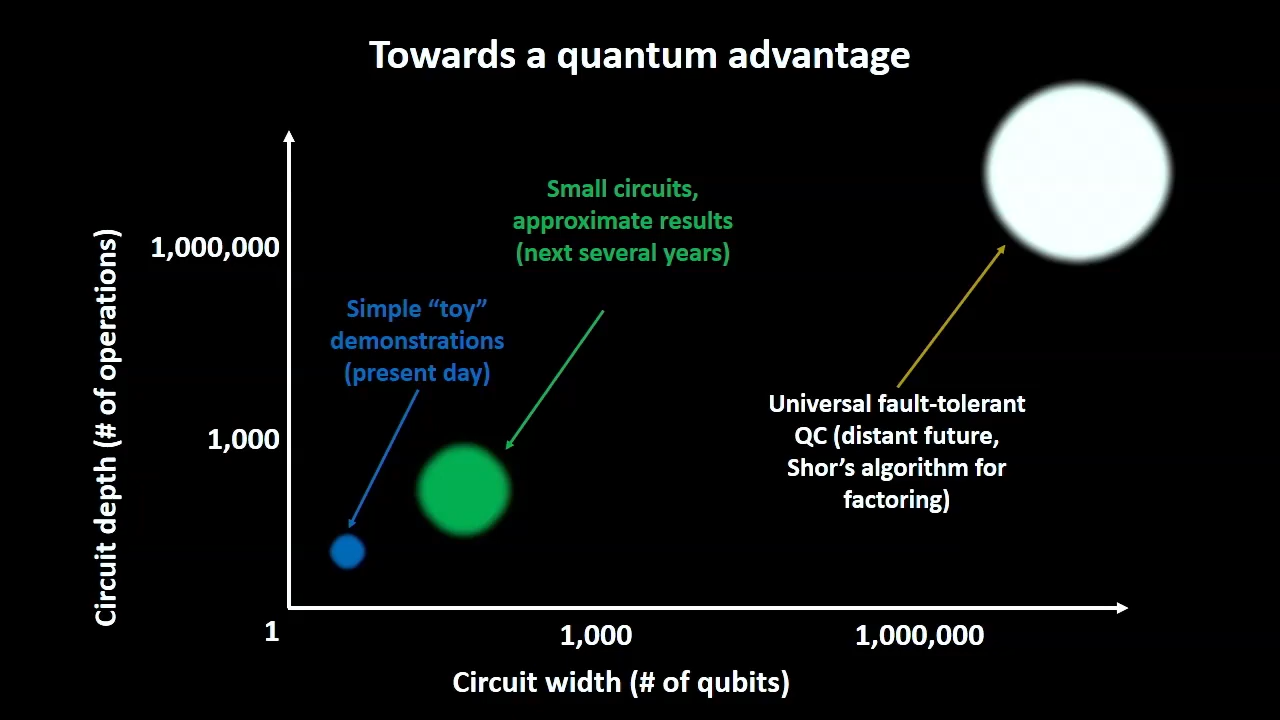 Towards a quantum advantage
Small circuits,
approximate results
(next several years)
1,000,000
Simple “toy”
demonstrations
(present day)
Universal fault-tolerant
QC (distant future,
Shor’s algorithm for
factoring)
1,000
Circuit depth (# of operations)
1
1,000
1,000,000
Circuit width (# of qubits)